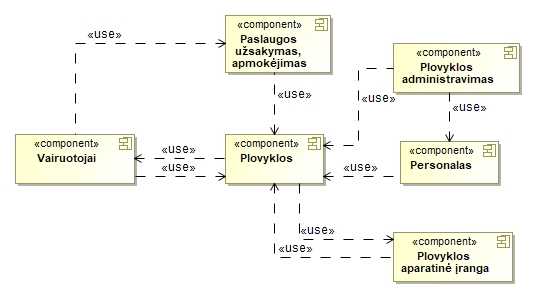 «component»
Paslaugos
užsakymas,
apmokėjimas
«use»
«component»
Plovyklos
administravimas
«use»
«use»
«use»
«component»
Vairuotojai
«use»
«use»
«component»
Plovyklos
«use»
«component»
Personalas
«use»
«use»
«component»
Plovyklos
aparatinė įranga